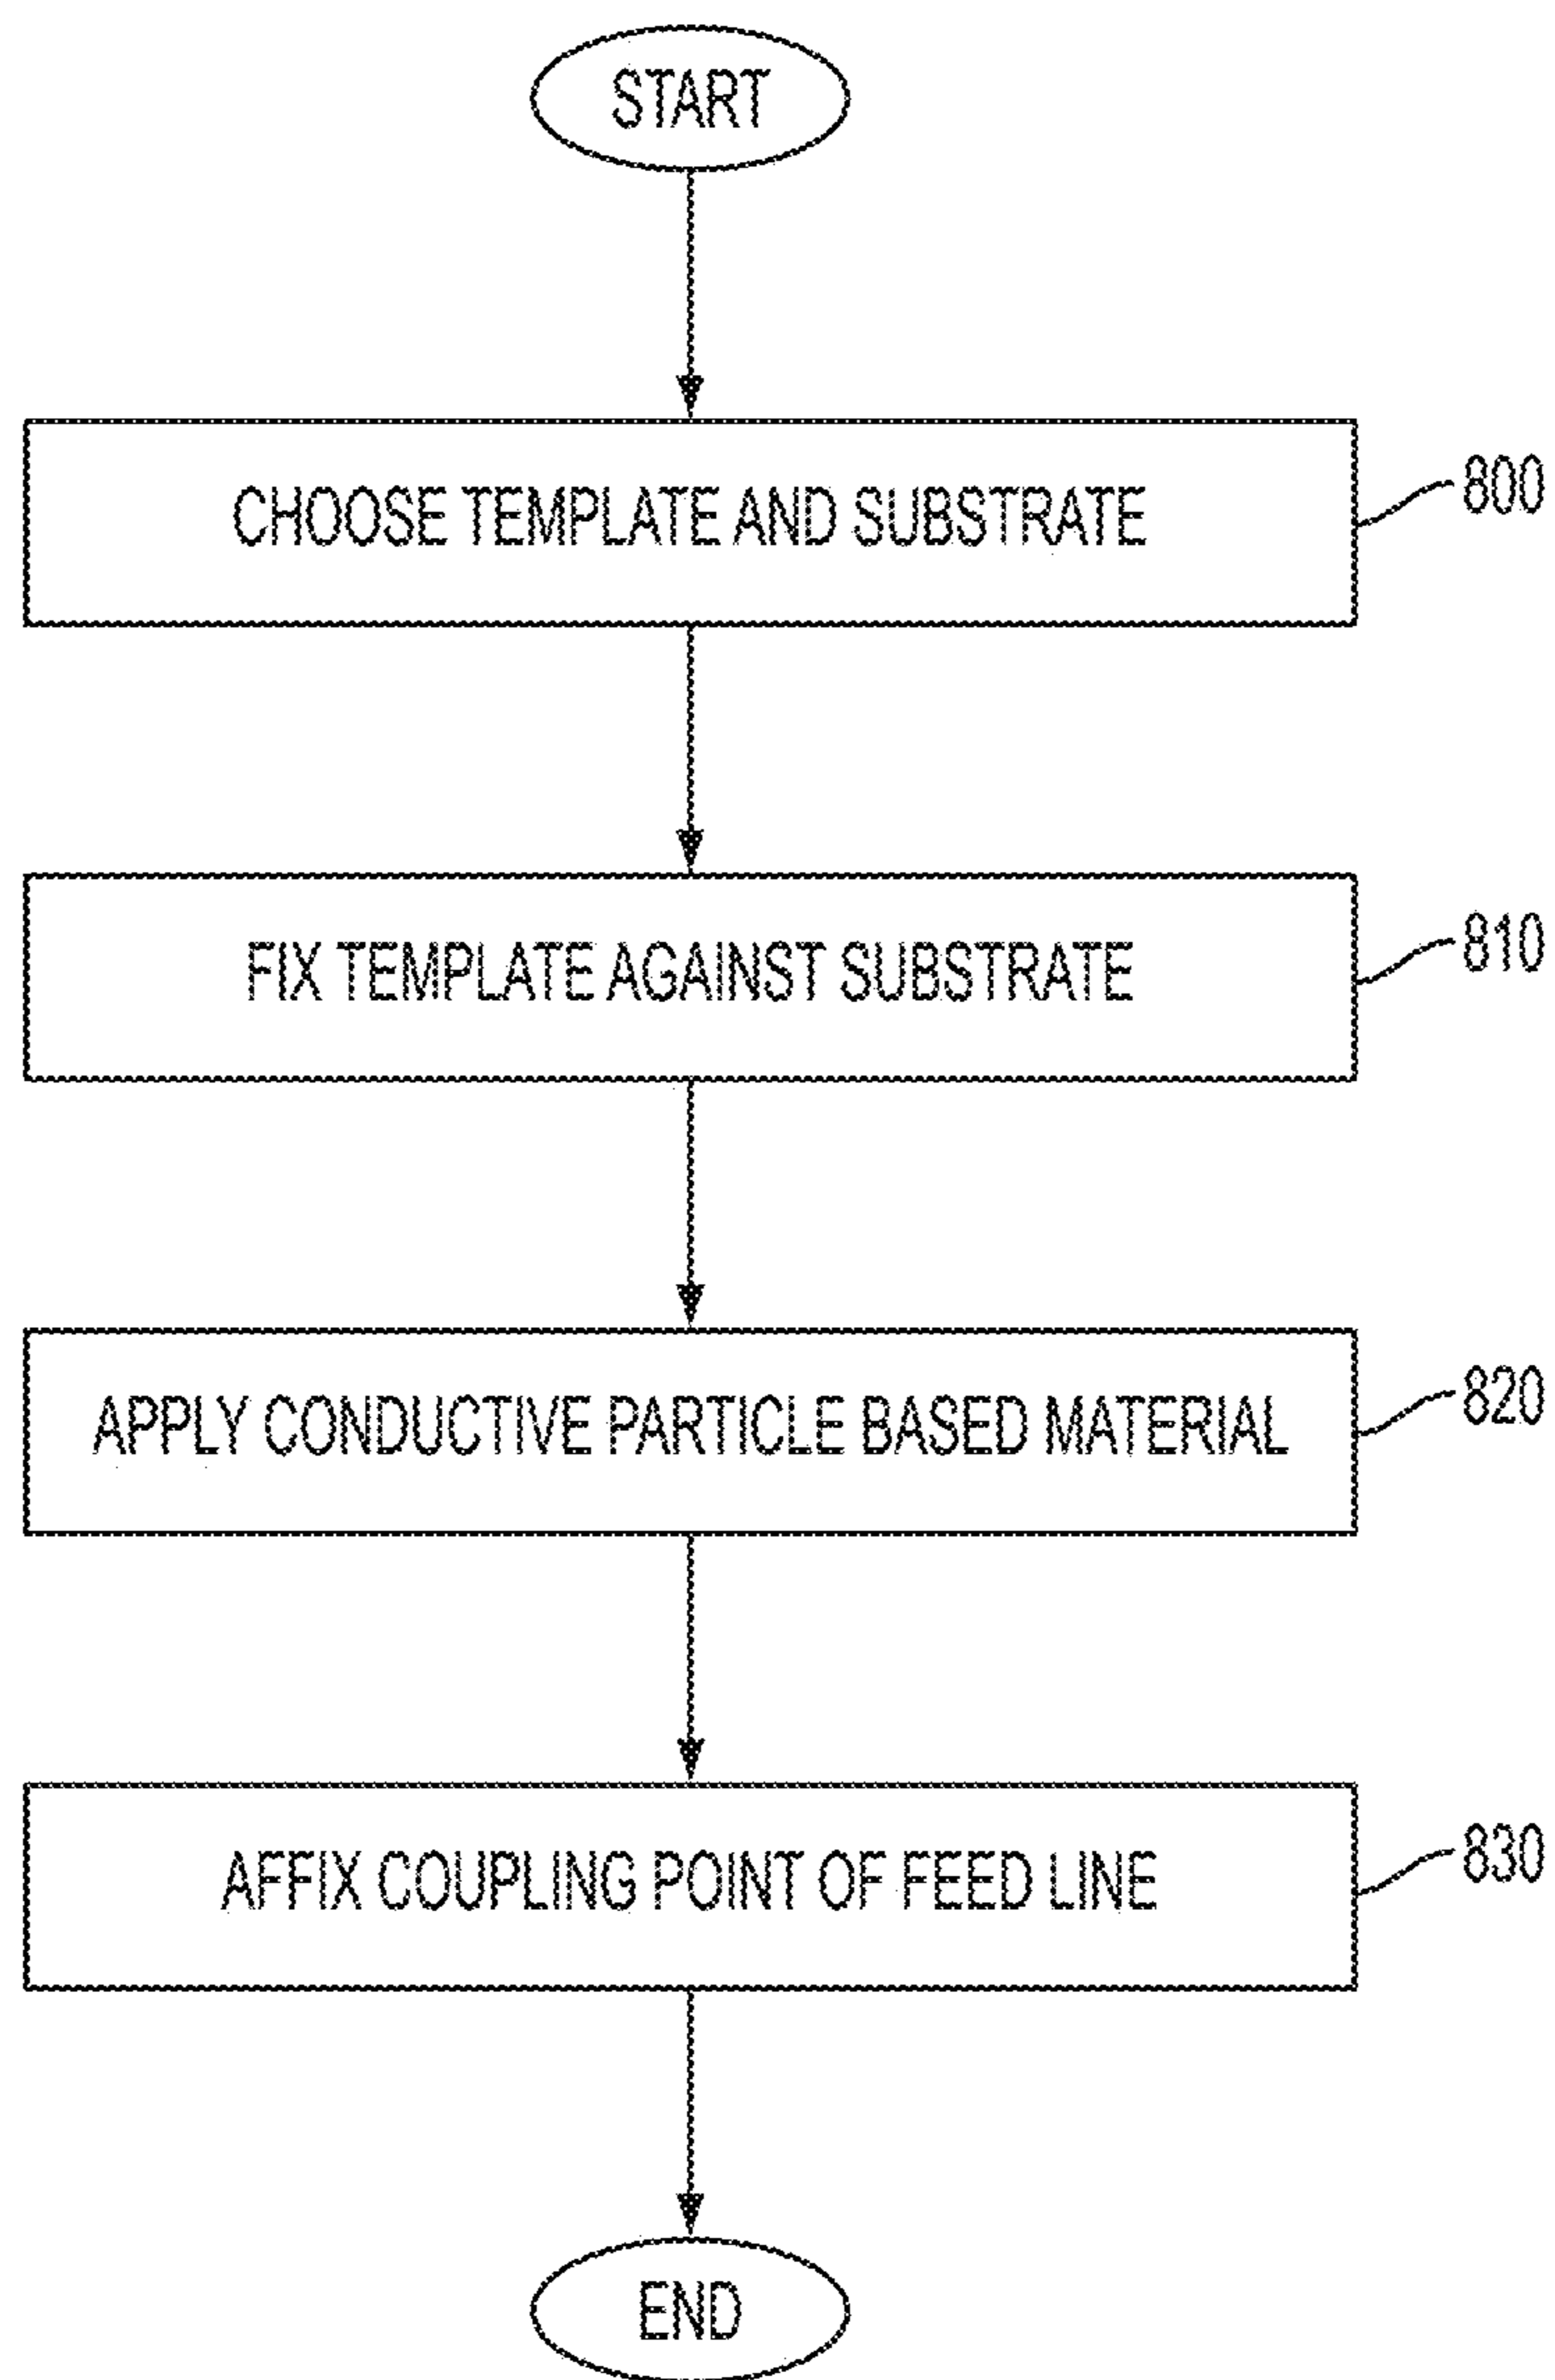 START
CHOOSE TEMPLATE AND SUBSTRATE
800
FIX TEMPLATE AGAINST SUBSTRATE
810
APPLY CONDUCTIVE PARTICLE BASED MATERIAL
820
AFFIX COUPLING POINT OF FEED LINE
830
END